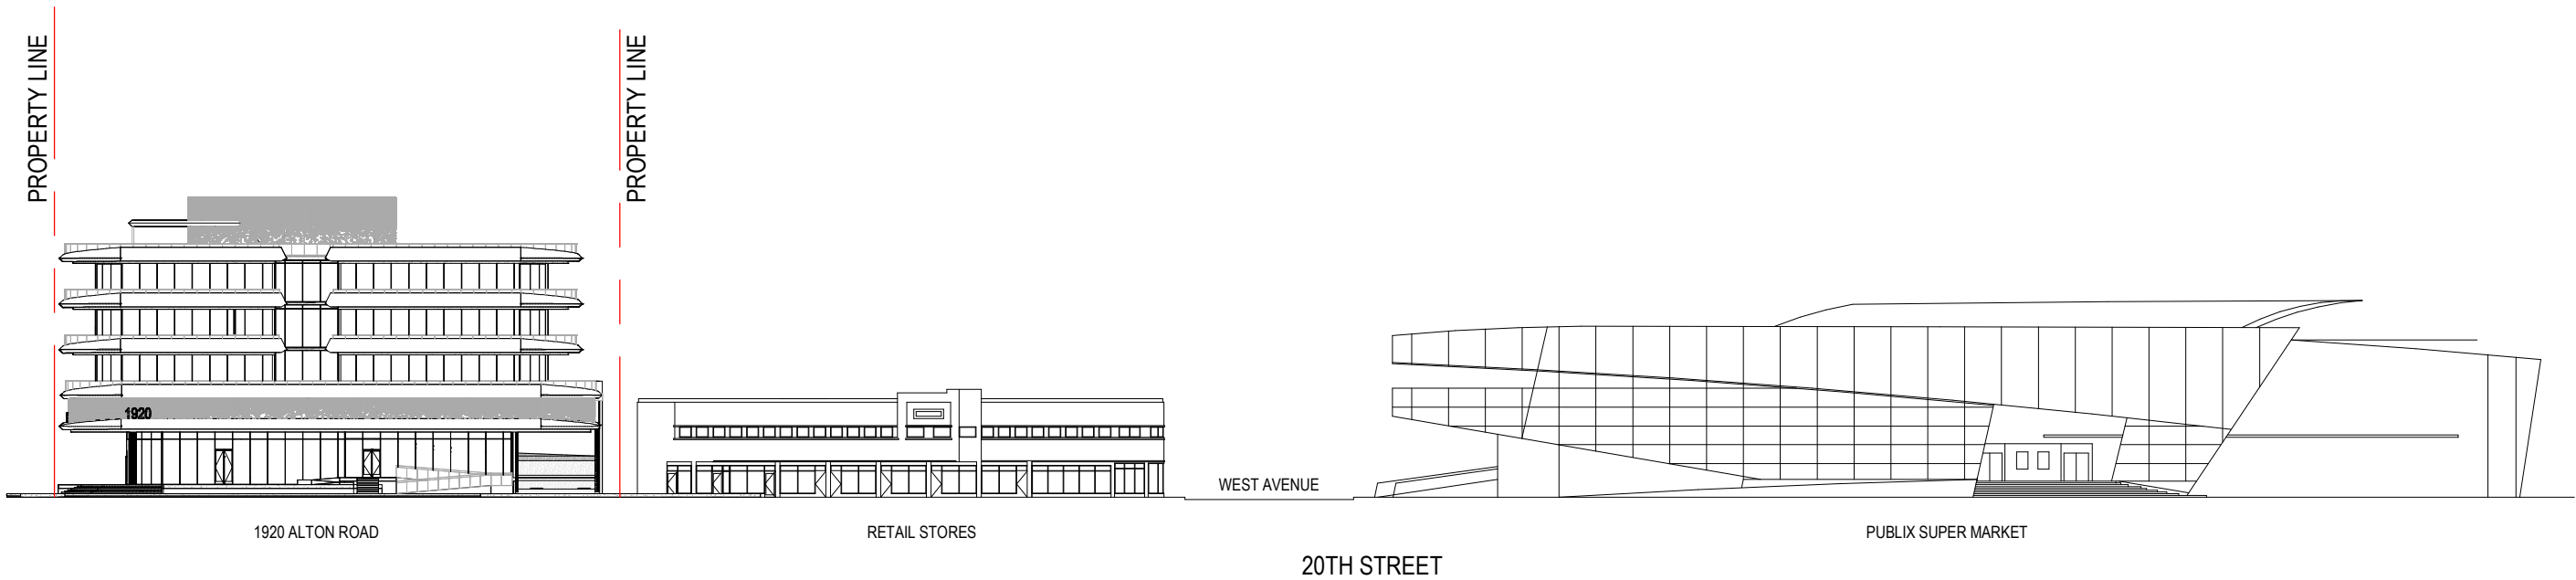 PROPERTY LINE
PROPERTY LINE
1920
WEST AVENUE
1920 ALTON ROAD
RETAIL STORES
PUBLIX SUPER MARKET
20TH STREET